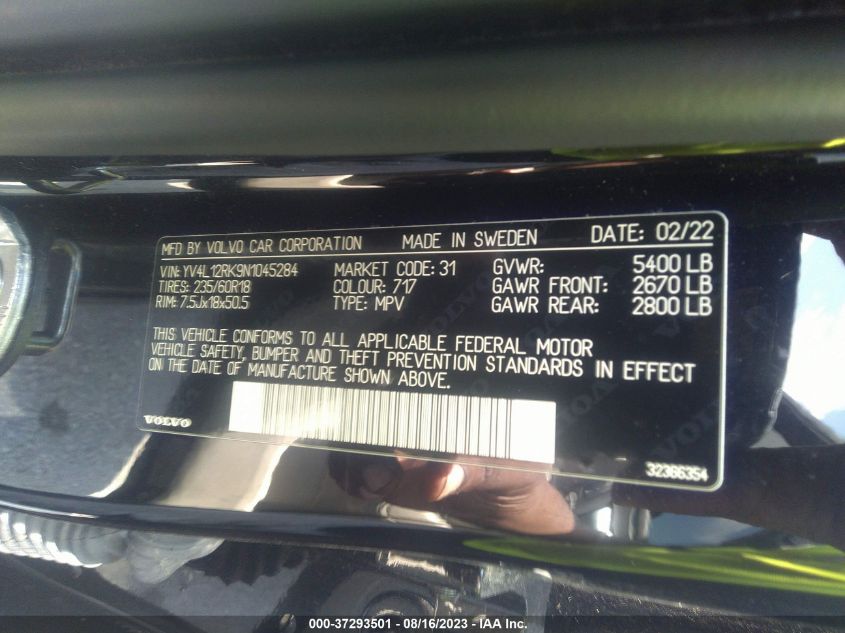 MFD BY VOLVO CAR CORPORATION MADE IN SWEDEN DATE: 02/22
VIN: YV4L12RK9N1045284 MARKET CODE: 31 GVWR: 5400 LB
TIRES: 235/60R18 COLOUR: 717 GAWR FRONT: 2670 LB
RIM: 7.5Jx18x50.5 TYPE: MPV GAWR REAR: 2800 LB
THIS VEHICLE CONFORMS TO ALL APPLICABLE FEDERAL MOTOR
VEHICLE SAFETY, BUMPER AND THEFT PREVENTION STANDARDS IN EFFECT
ON THE DATE OF MANUFACTURE SHOWN ABOVE.
VOLVO
32366354
000-37293501 - 08/16/2023 - IAA Inc.